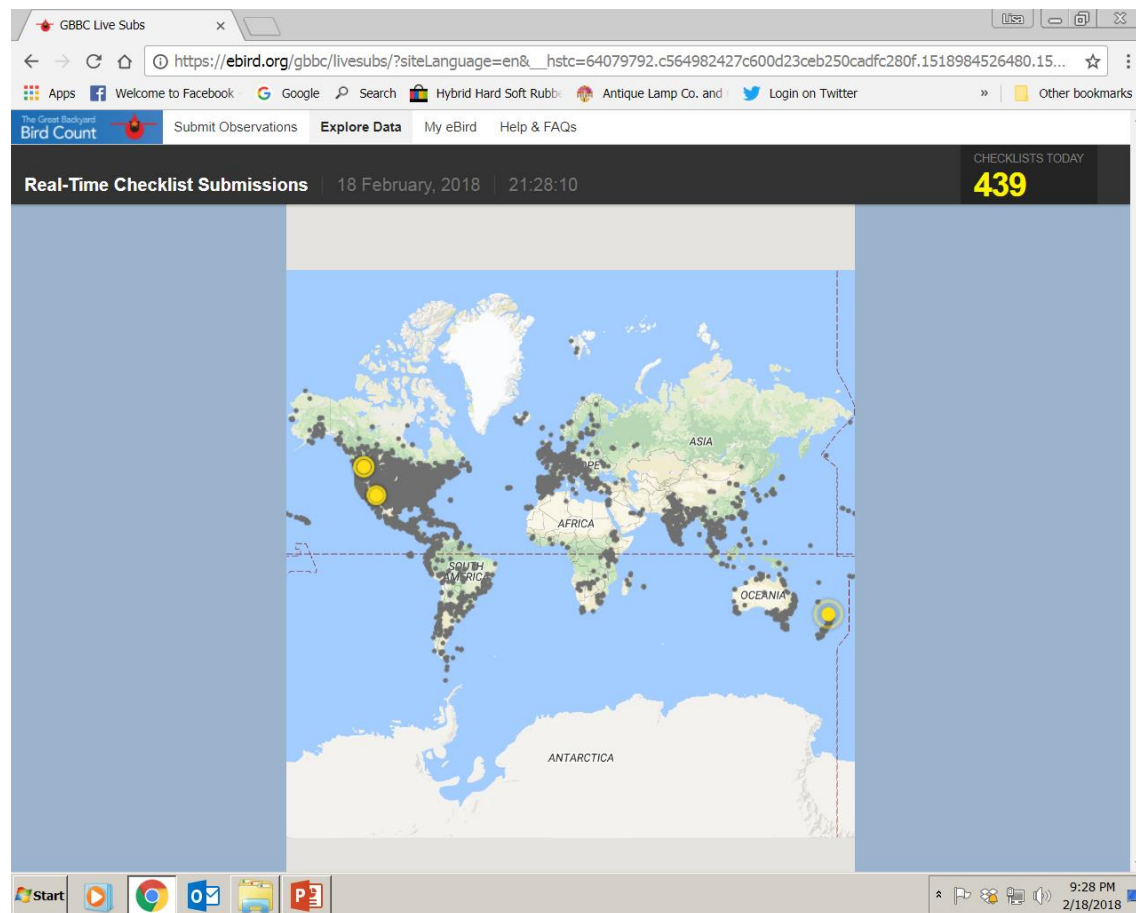 GBBC Live Subs
Lisa
https://ebird.org/gbbc/livesubs/?siteLanguage=en&__hstc=64079792.c564982427c600d23ceb250cadfc280f.1518984526480.15...
Apps Welcome to Facebook Google Search Hybrid Hard Soft Rubb Antique Lamp Co. and Login on Twitter » Other bookmarks
The Great Backyard
Bird Count
Submit Observations Explore Data My eBird Help & FAQs
CHECKLISTS TODAY
Real-Time Checklist Submissions 18 February, 2018 21:28:10 439
ASIA
AFRICA
SOUTH
AMERICA
OCEANIA
ANTARCTICA
Start
9:28 PM
2/18/2018